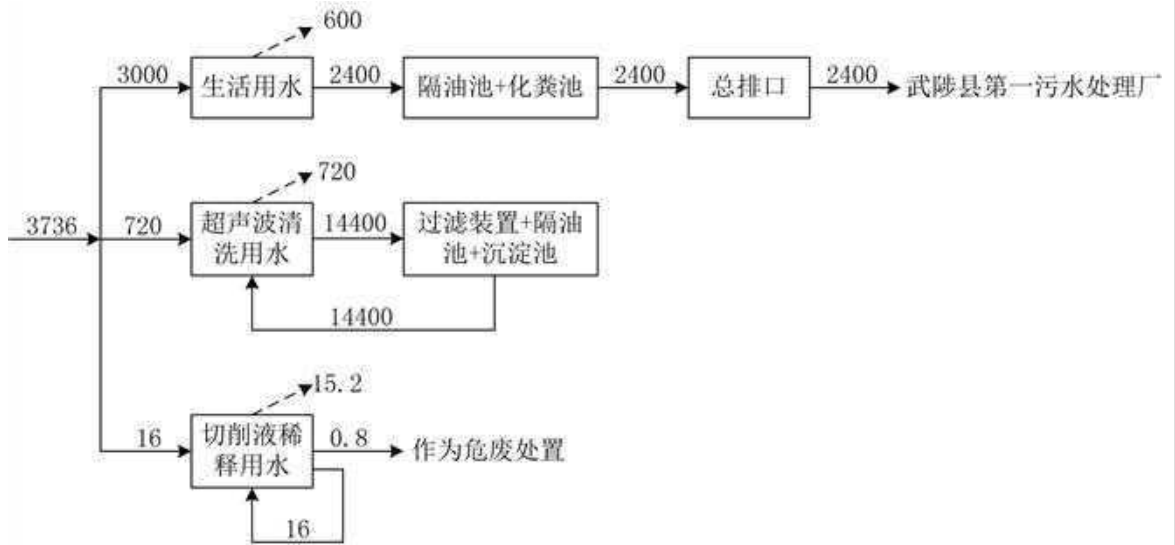 600
3000
生活用水
2400
隔油池+化粪池
2400
总排口
2400
武陟县第一污水处理厂
720
3736
720
超声波清
洗用水
14400
过滤装置+隔油
池+沉淀池
14400
15.2
16
切削液稀
释用水
0.8
作为危废处置
16